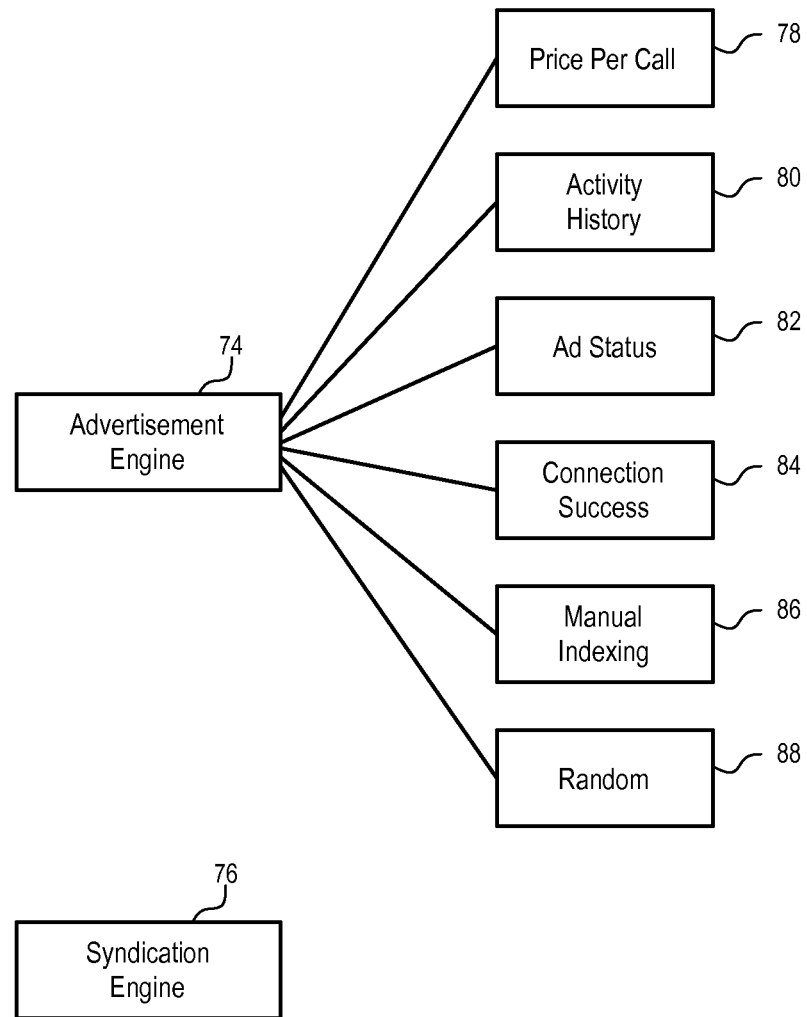 78
Price Per Call
80
Activity
History
82
Ad Status
74
Advertisement
Engine
84
Connection
Success
86
Manual
Indexing
88
Random
76
Syndication
Engine